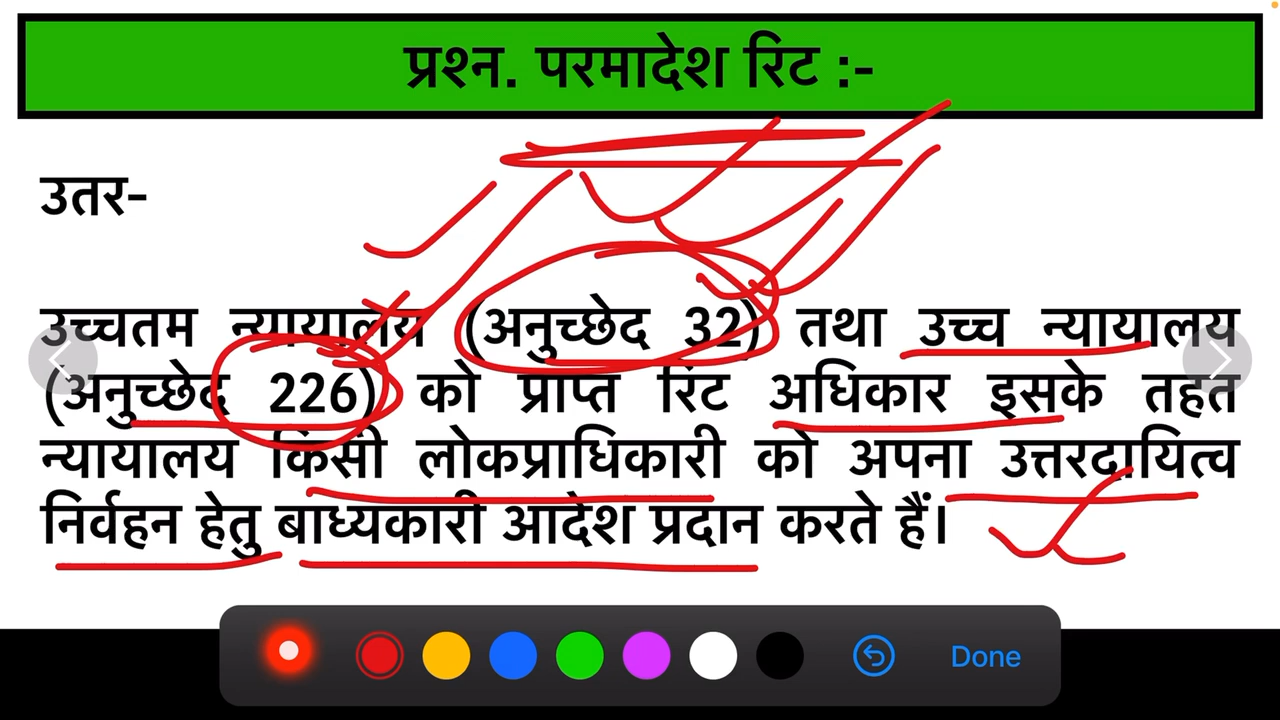 प्रश्न. परमादेश रिट :-
उतर-
उच्चतम न्यायालय (अनुच्छेद 32) तथा उच्च न्यायालय
(अनुच्छेद 226) को प्राप्त रिट अधिकार इसके तहत
न्यायालय किसी लोकप्राधिकारी को अपना उत्तरदायित्व
निर्वहन हेतु बाध्यकारी आदेश प्रदान करते हैं।
Done